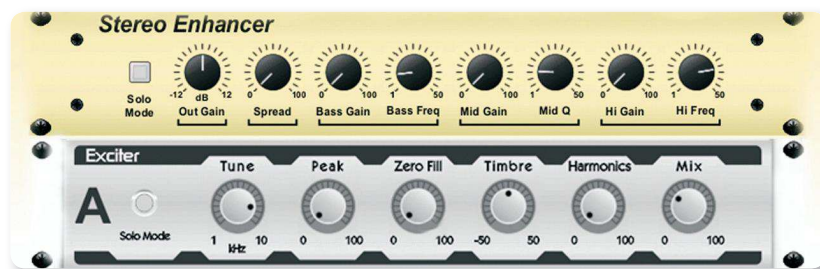 Stereo Enhancer
Solo
Mode
-12 dB 12
Out Gain
0 100
Spread
0 100
Bass Gain
1 50
Bass Freq
0 100
Mid Gain
1 50
Mid Q
0 100
Hi Gain
1 50
Hi Freq
Exciter
A
Solo Mode
Tune
1 kHz 10
Peak
0 100
Zero Fill
0 100
Timbre
-50 50
Harmonics
0 100
Mix
0 100